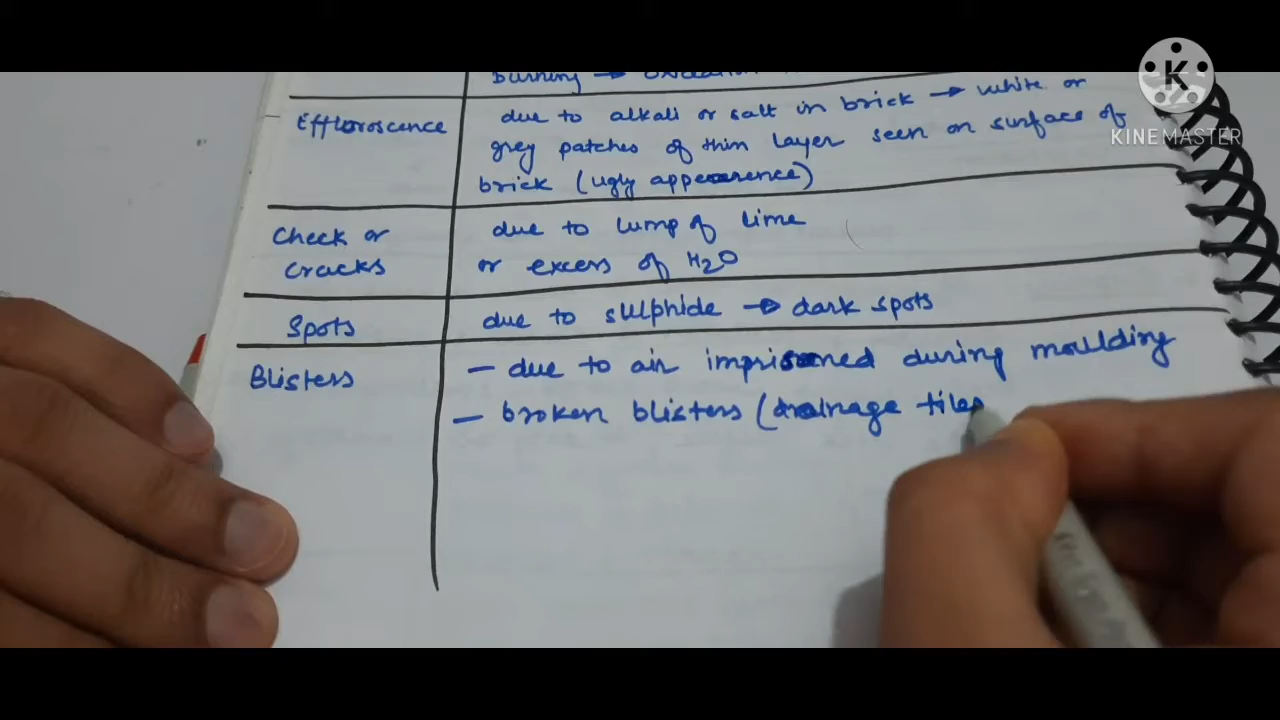 burning →
Effloroscence
due to alkali or salt in brick → white or
grey patches of thin layer seen on surface of
brick (ugly appearence)
Check or
cracks
due to lump of lime
or excess of H2O
Spots
due to sulphide → dark spots
Blisters
- due to air imprisoned during moulding
- broken blisters (drainage tiles
K
KINEMASTER